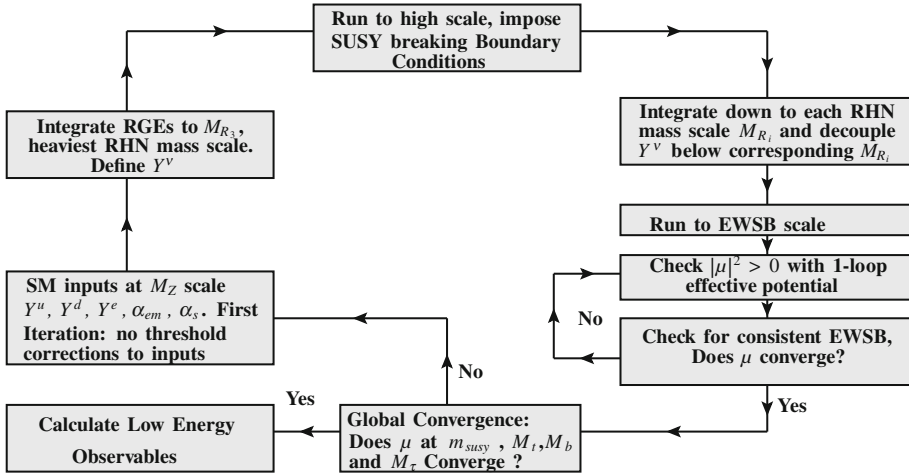 Run to high scale, impose
SUSY breaking Boundary
Conditions
Integrate RGEs to M_{R_3},
heaviest RHN mass scale.
Define Y^ν
Integrate down to each RHN
mass scale M_{R_i} and decouple
Y^ν below corresponding M_{R_i}
Run to EWSB scale
Check |μ|^2 > 0 with 1-loop
effective potential
No
Check for consistent EWSB,
Does μ converge?
Yes
SM inputs at M_Z scale
Y^u, Y^d, Y^e, α_{em}, α_s. First
Iteration: no threshold
corrections to inputs
No
Yes
Global Convergence:
Does μ at m_{susy} , M_t,M_b
and M_τ Converge ?
Calculate Low Energy
Observables